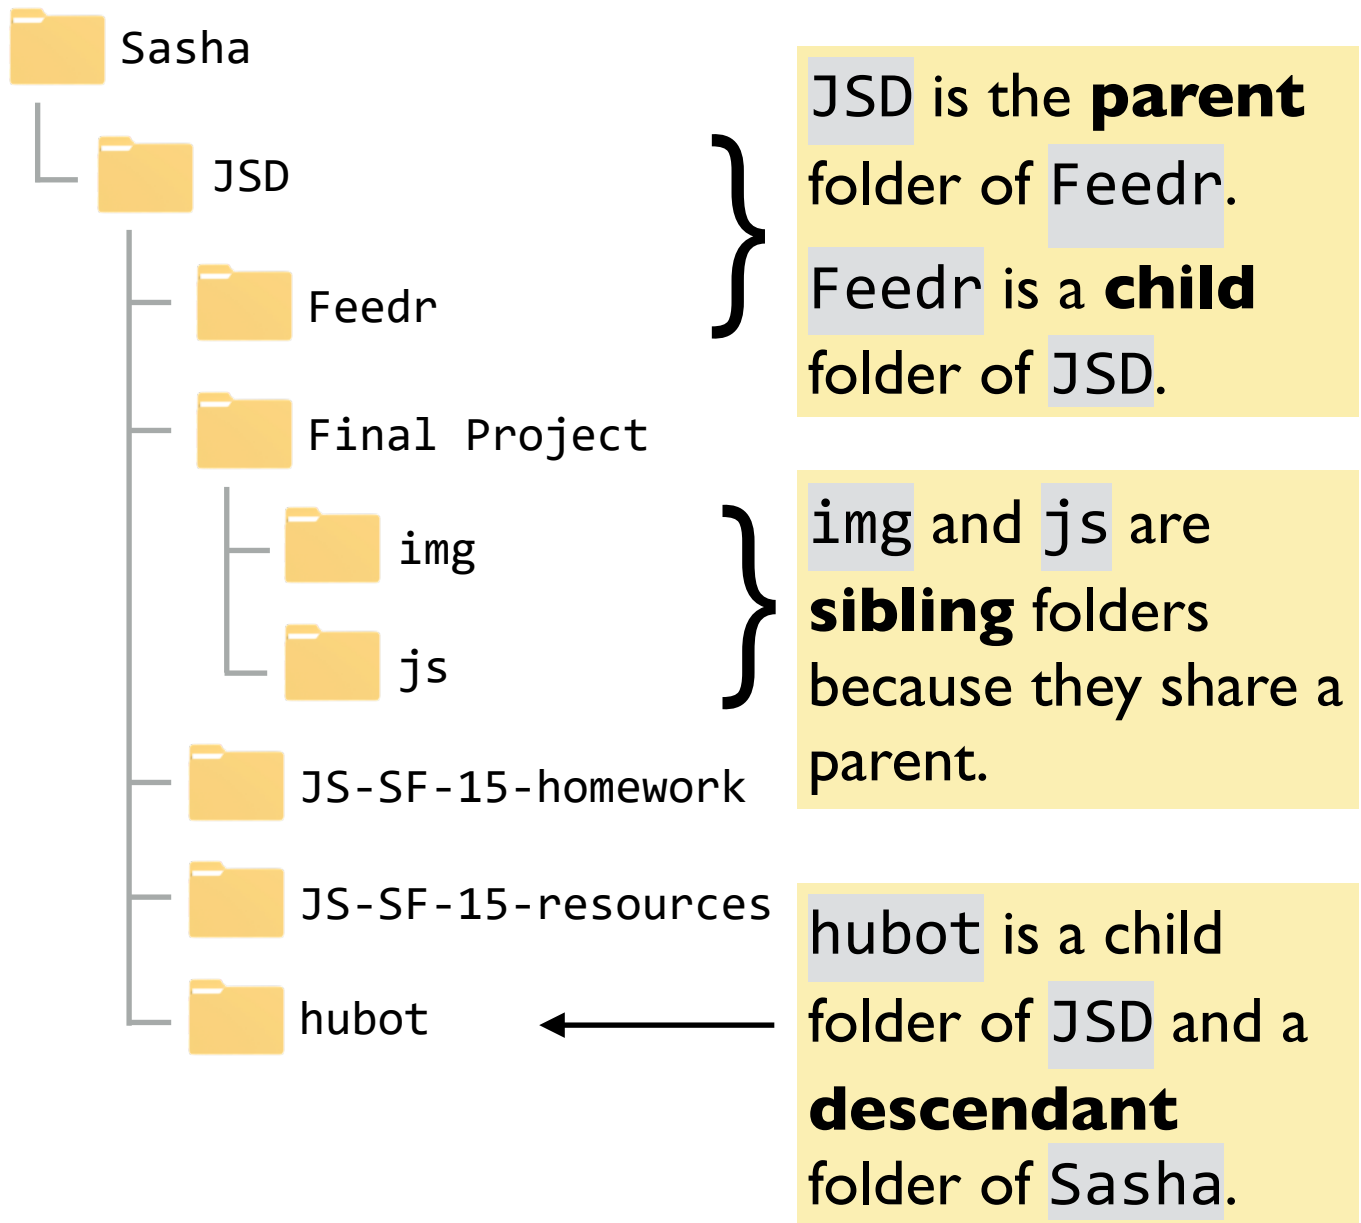 Sasha
JSD
Feedr
Final Project
img
js
JS-SF-15-homework
JS-SF-15-resources
hubot
JSD is the parent
folder of Feedr.
Feedr is a child
folder of JSD.
img and js are
sibling folders
because they share a
parent.
hubot is a child
folder of JSD and a
descendant
folder of Sasha.